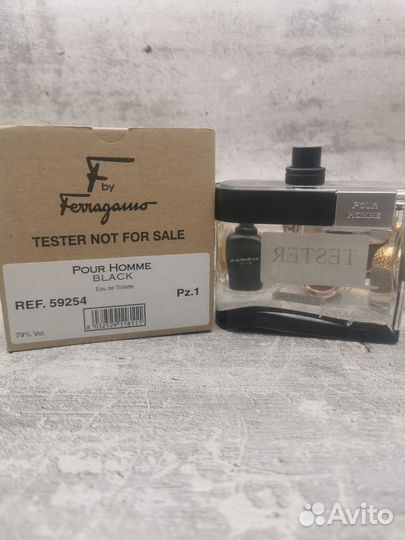 F by
Ferragamo
TESTER NOT FOR SALE
POUR HOMME
BLACK
Eau de Toilette
REF. 59254
Pz.1
79% Vol.
POUR
HOMME
TESTER
Avito